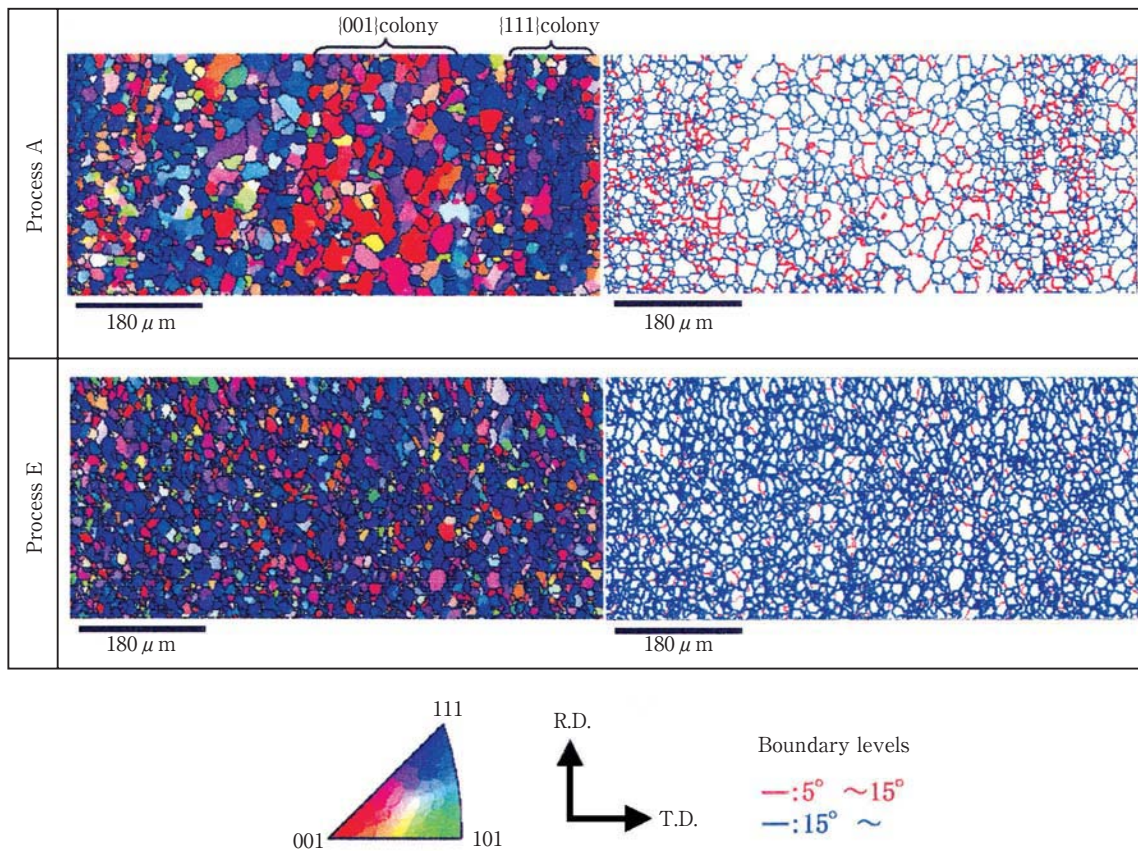 {001}colony {111}colony
Process A
180 μm 180 μm
Process E
180 μm 180 μm
111
001 101
R.D.
T.D.
Boundary levels
—:5° ～15°
—:15° ～